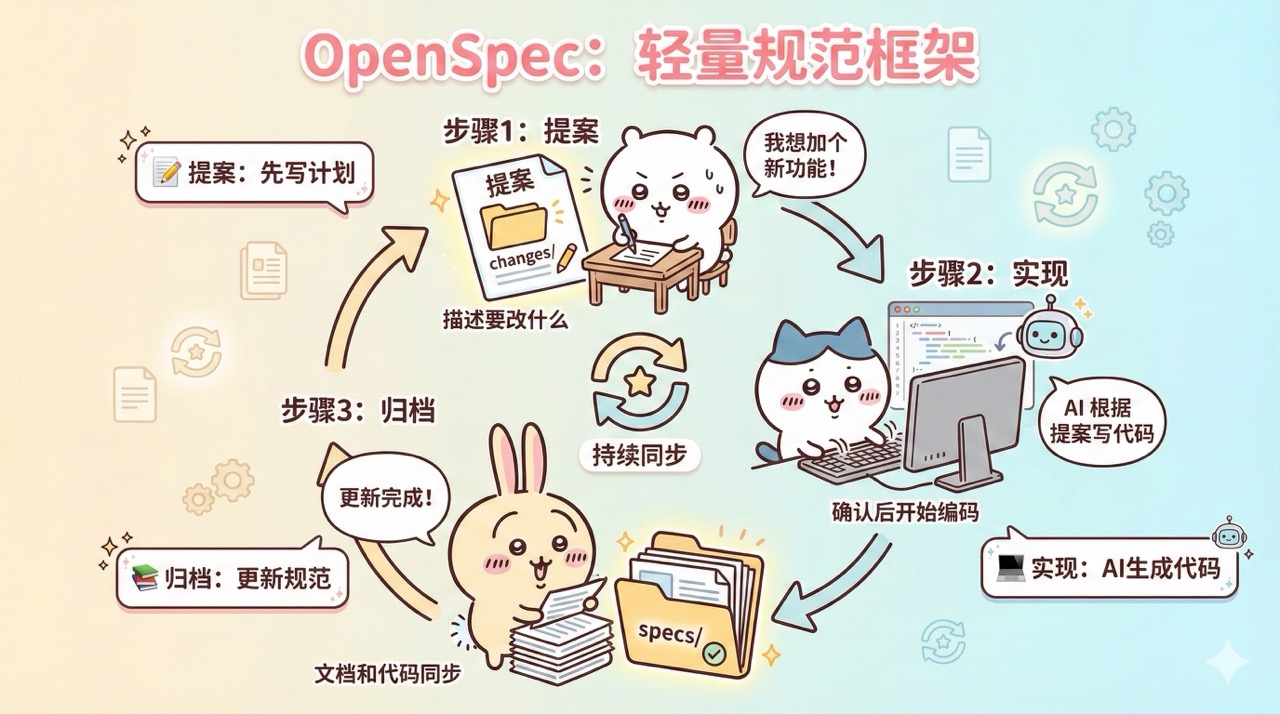 OpenSpec：轻量规范框架
提案：先写计划
步骤1：提案
提案
changes/
描述要改什么
我想加个
新功能！
步骤2：实现
AI 根据
提案写代码
确认后开始编码
实现：AI生成代码
持续同步
步骤3：归档
更新完成！
归档：更新规范
specs/
文档和代码同步